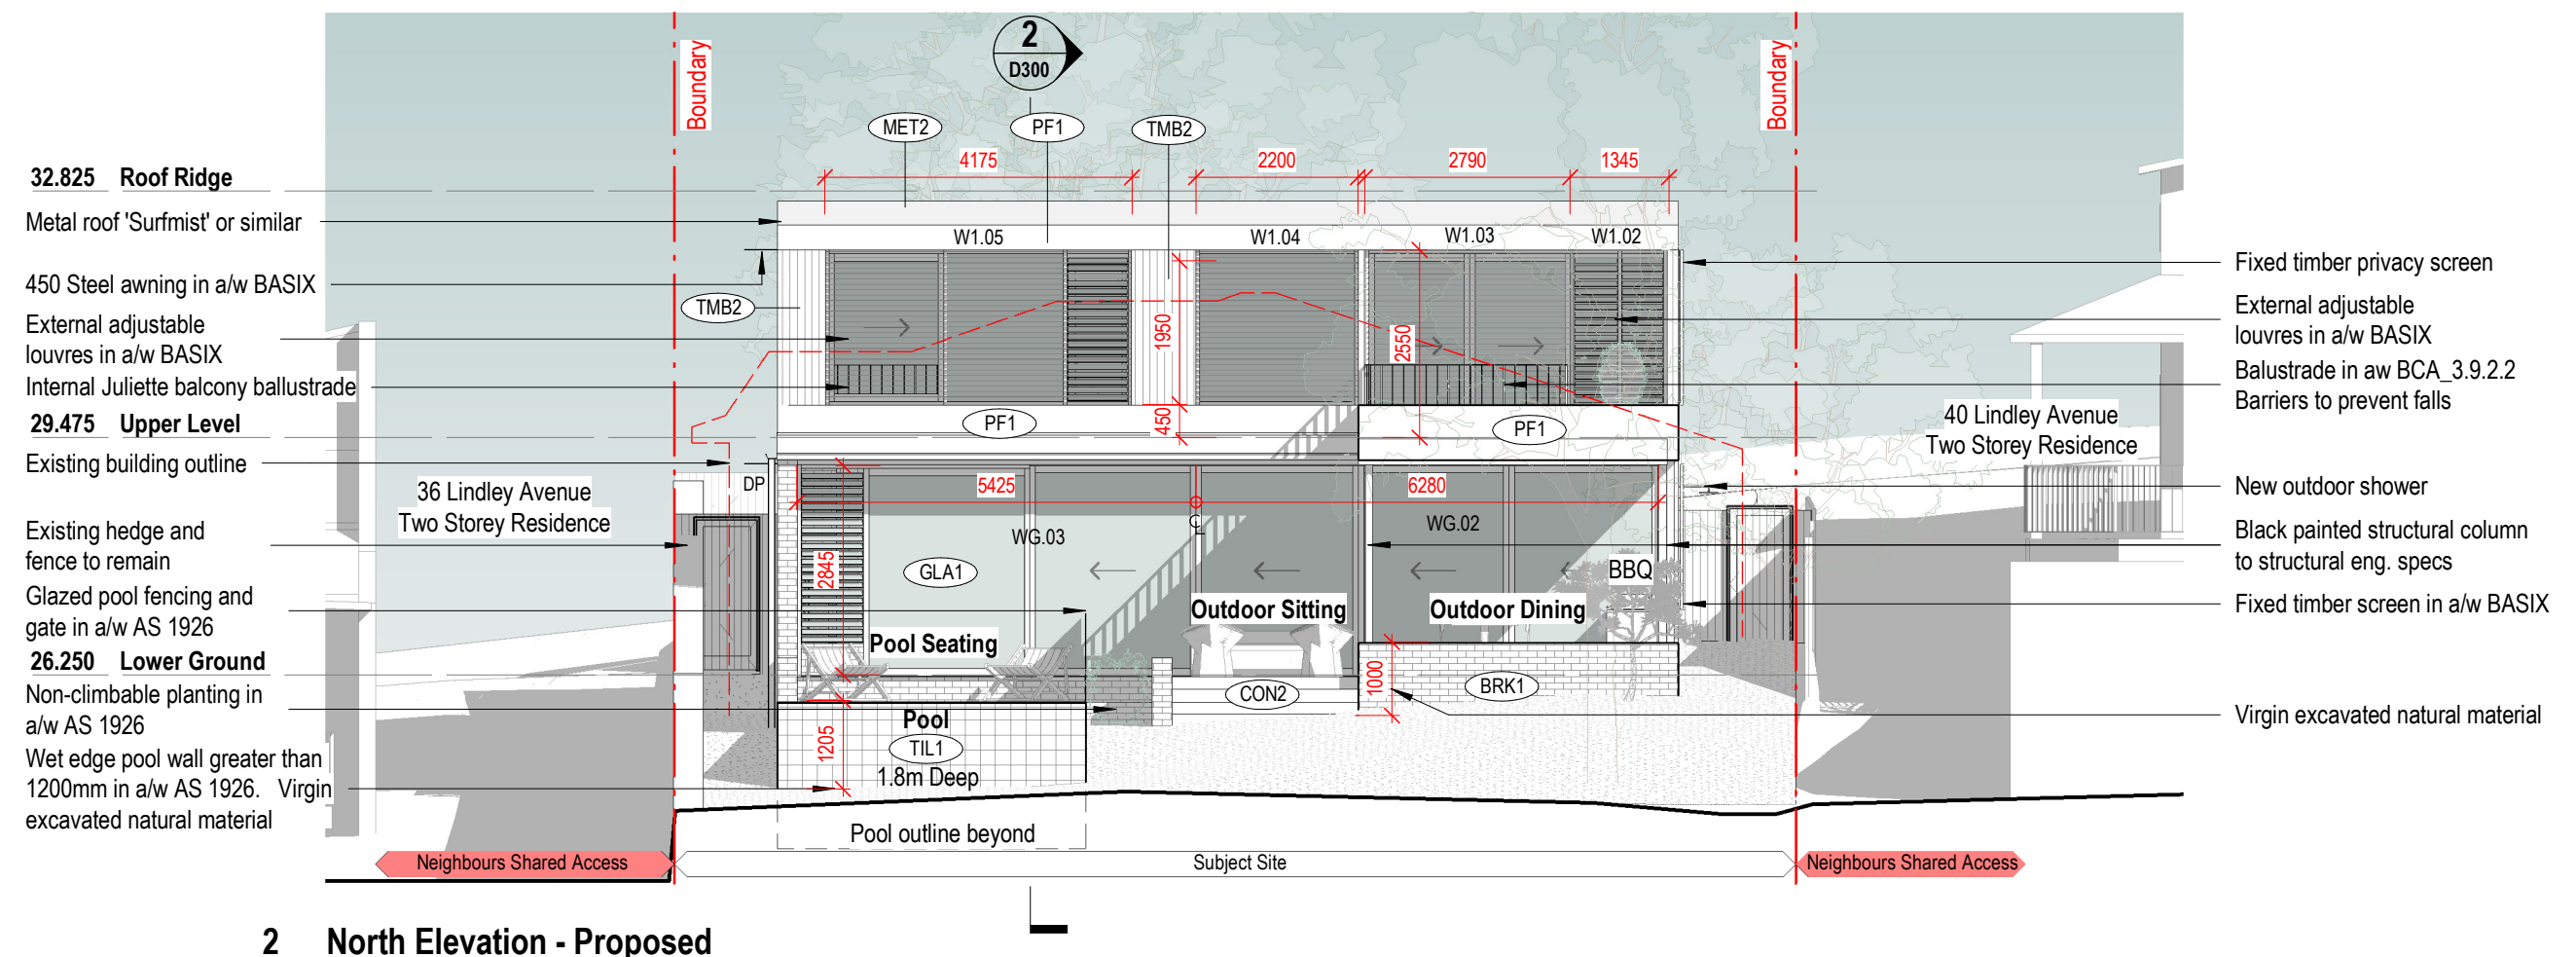 2
D300
Boundary
Boundary
MET2
PF1
TMB2
4175
2200
2790
1345
32.825 Roof Ridge
Metal roof 'Surfmist' or similar
450 Steel awning in a/w BASIX
External adjustable
louvres in a/w BASIX
Internal Juliette balcony ballustrade
29.475 Upper Level
Existing building outline
Existing hedge and
fence to remain
Glazed pool fencing and
gate in a/w AS 1926
26.250 Lower Ground
Non-climbable planting in
a/w AS 1926
Wet edge pool wall greater than
1200mm in a/w AS 1926. Virgin
excavated natural material
W1.05
W1.04
W1.03
W1.02
TMB2
1950
2550
450
PF1
PF1
36 Lindley Avenue
Two Storey Residence
DP
5425
6280
CL
WG.03
WG.02
2845
GLA1
BBQ
Outdoor Sitting
Outdoor Dining
Pool Seating
1000
CON2
BRK1
Pool
TIL1
1.8m Deep
1205
Pool outline beyond
40 Lindley Avenue
Two Storey Residence
Fixed timber privacy screen
External adjustable
louvres in a/w BASIX
Balustrade in aw BCA_3.9.2.2
Barriers to prevent falls
New outdoor shower
Black painted structural column
to structural eng. specs
Fixed timber screen in a/w BASIX
Virgin excavated natural material
Neighbours Shared Access
Subject Site
Neighbours Shared Access
2 North Elevation - Proposed